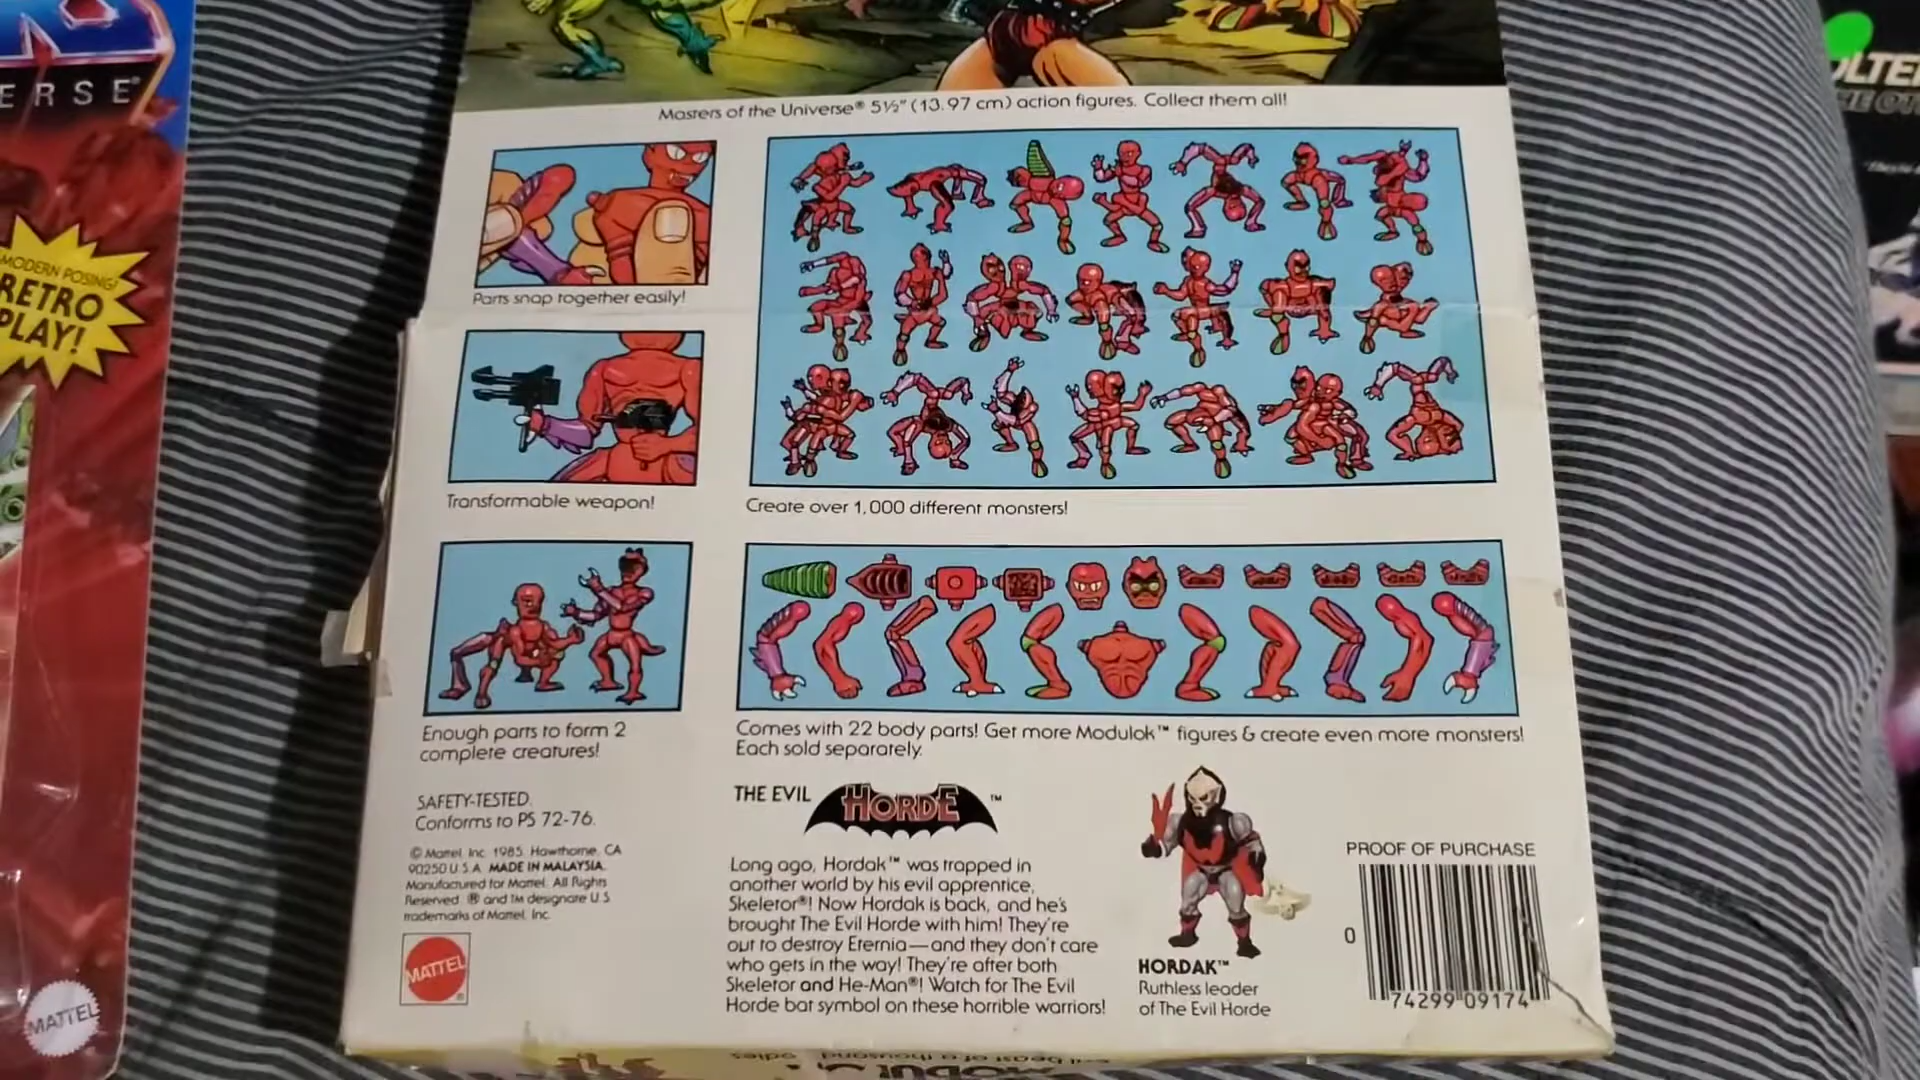 ERSE
MODERN POSING!
RETRO
PLAY!
MATTEL
Masters of the Universe® 5½" (13.97 cm) action figures. Collect them all!
Parts snap together easily!
Transformable weapon!
Create over 1,000 different monsters!
Enough parts to form 2
complete creatures!
Comes with 22 body parts! Get more Modulok™ figures & create even more monsters!
Each sold separately.
SAFETY-TESTED.
Conforms to PS 72-76.
© Mattel, Inc. 1985. Hawthorne, CA
90250 U.S.A. MADE IN MALAYSIA.
Manufactured for Mattel. All Rights
Reserved. ® and TM designate U.S.
trademarks of Mattel, Inc.
MATTEL®
THE EVIL HORDE™
Long ago, Hordak™ was trapped in
another world by his evil apprentice,
Skeletor®! Now Hordak is back, and he's
brought The Evil Horde with him! They're
out to destroy Eternia—and they don't care
who gets in the way! They're after both
Skeletor and He-Man®! Watch for The Evil
Horde bat symbol on these horrible warriors!
HORDAK™
Ruthless leader
of The Evil Horde
PROOF OF PURCHASE
0
74299 09174
beast of a thousand bodies
MODULOK
OLTE